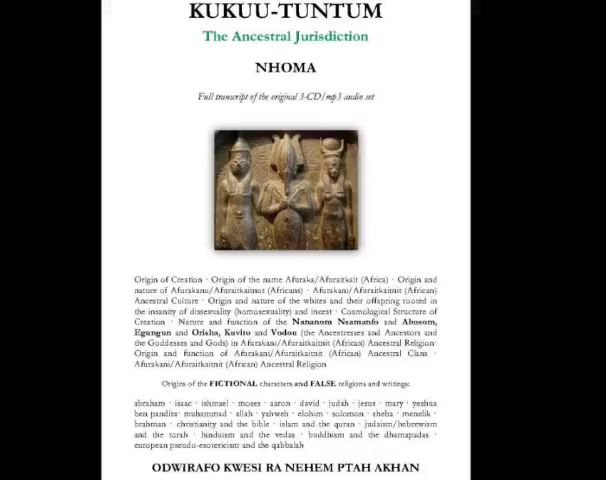 KUKUU-TUNTUM
The Ancestral Jurisdiction
NHOMA
Full transcript of the original 3-CD/mp3 audio set
Origin of Creation · Origin of the name Afuraka/Afuraitkait (Africa) · Origin and
nature of Afurakanu/Afuraitkaitnut (Africans) · Afurakani/Afuraitkaitnit (African)
Ancestral Culture · Origin and nature of the whites and their offspring rooted in
the insanity of dissexuality (homosexuality) and incest · Cosmological Structure of
Creation · Nature and function of the Nananom Nsamanfo and Abosom,
Egungun and Orisha, Kuvito and Vodou (the Ancestresses and Ancestors and
the Goddesses and Gods) in Afurakani/Afuraitkaitnit (African) Ancestral Religion·
Origin and function of Afurakani/Afuraitkaitnit (African) Ancestral Clans ·
Afurakani/Afuraitkaitnit (African) Ancestral Religion
Origins of the FICTIONAL characters and FALSE religions and writings:
abraham · isaac · ishmael · moses · aaron · david · judah · jesus · mary · yeshua
ben pandira· muhammad · allah · yahweh · elohim · solomon · sheba · menelik ·
brahman · christianity and the bible · islam and the quran · judaism/hebrewism
and the torah · hinduism and the vedas · buddhism and the dhamapadas ·
european pseudo-esotericism and the qabbalah
ODWIRAFO KWESI RA NEHEM PTAH AKHAN